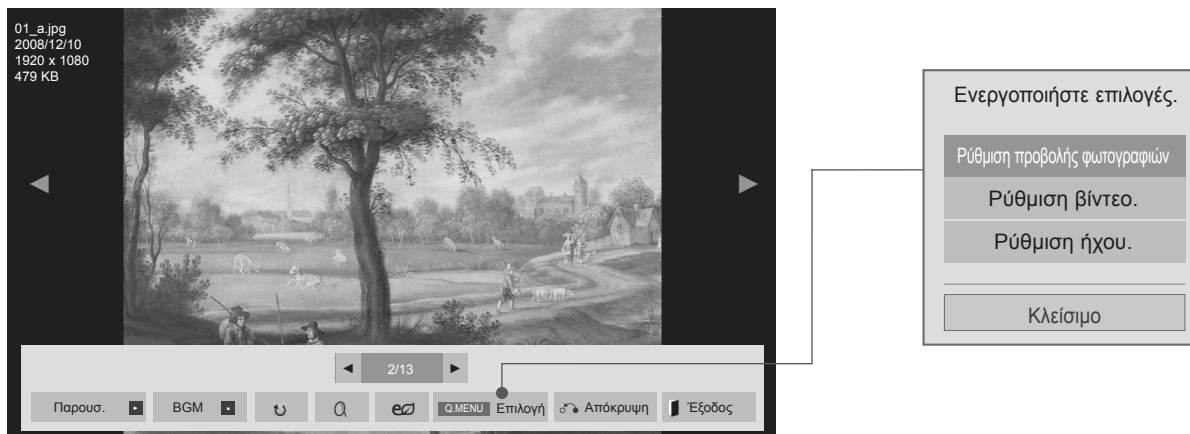 01_a.jpg
2008/12/10
1920 x 1080
479 KB
2/13
Παρουσ. BGM Q.MENU Επιλογή Απόκρυψη Έξοδος
Ενεργοποιήστε επιλογές.
Ρύθμιση προβολής φωτογραφιών
Ρύθμιση βίντεο.
Ρύθμιση ήχου.
Κλείσιμο